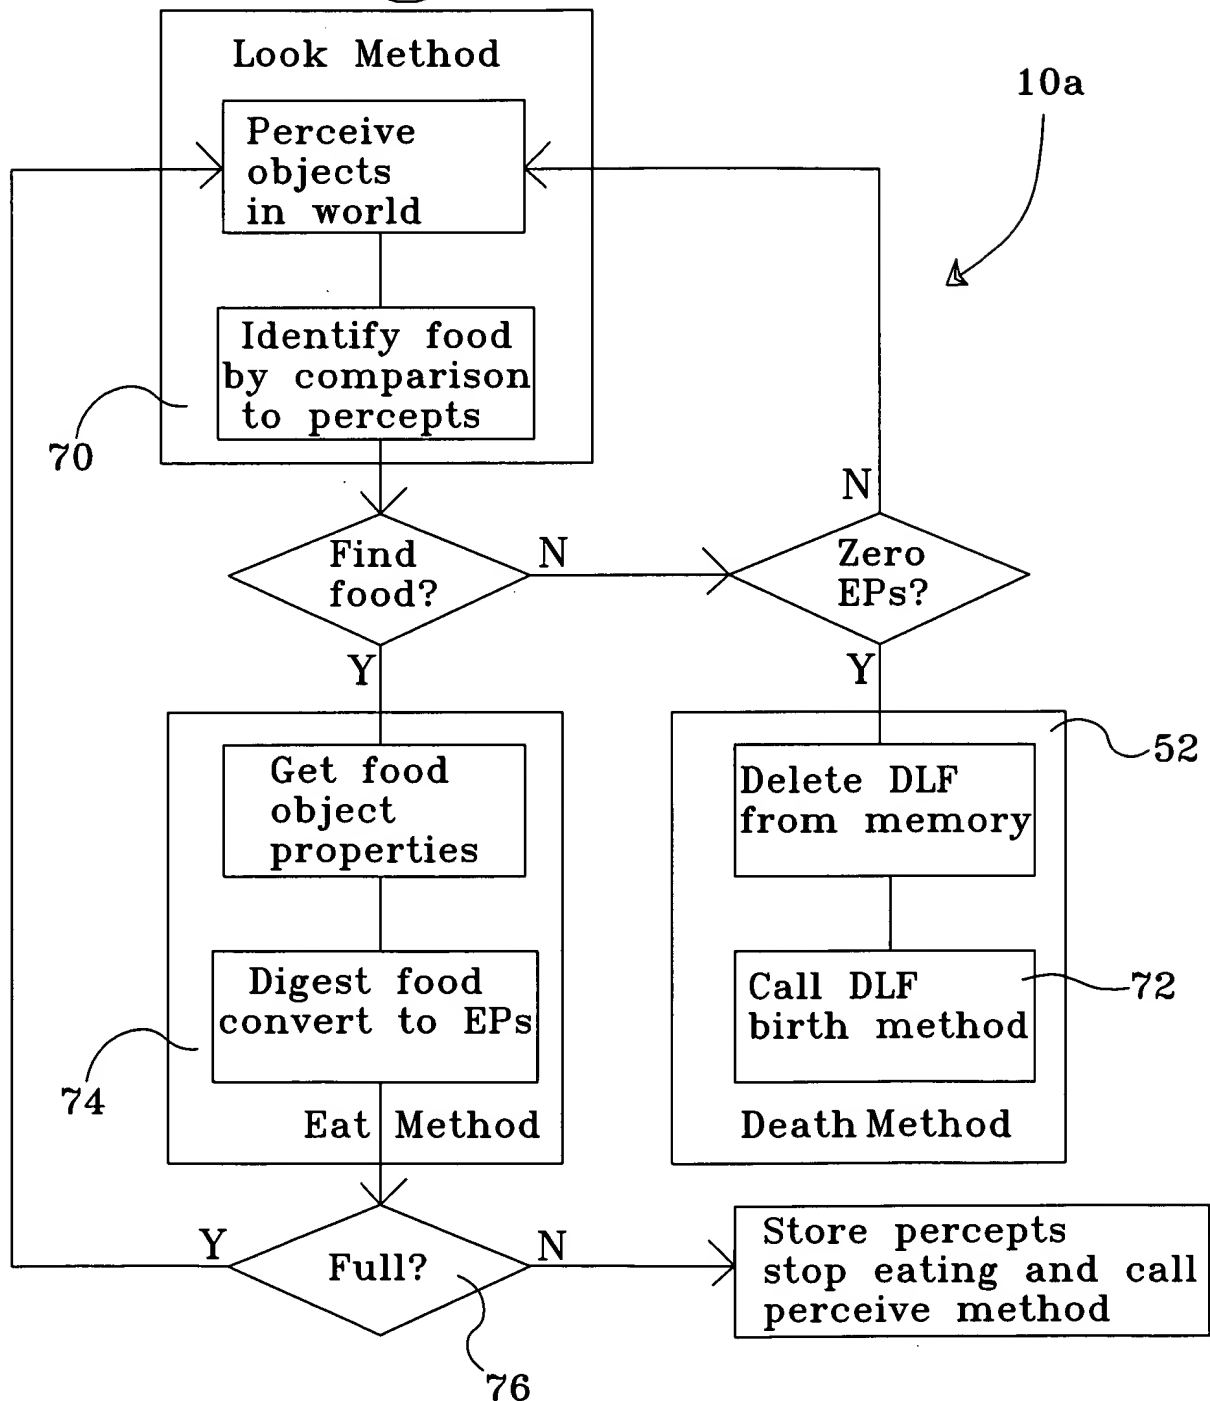 Look Method
10a
Perceive
objects
in world
Identify food
by comparison
to percepts
70
N
Find
food?
N
Zero
EPs?
Y
Y
52
Get food
object
properties
Delete DLF
from memory
Digest food
convert to EPs
Call DLF
birth method
72
74
Eat Method
Death Method
Y
Full?
N
Store percepts
stop eating and call
perceive method
76